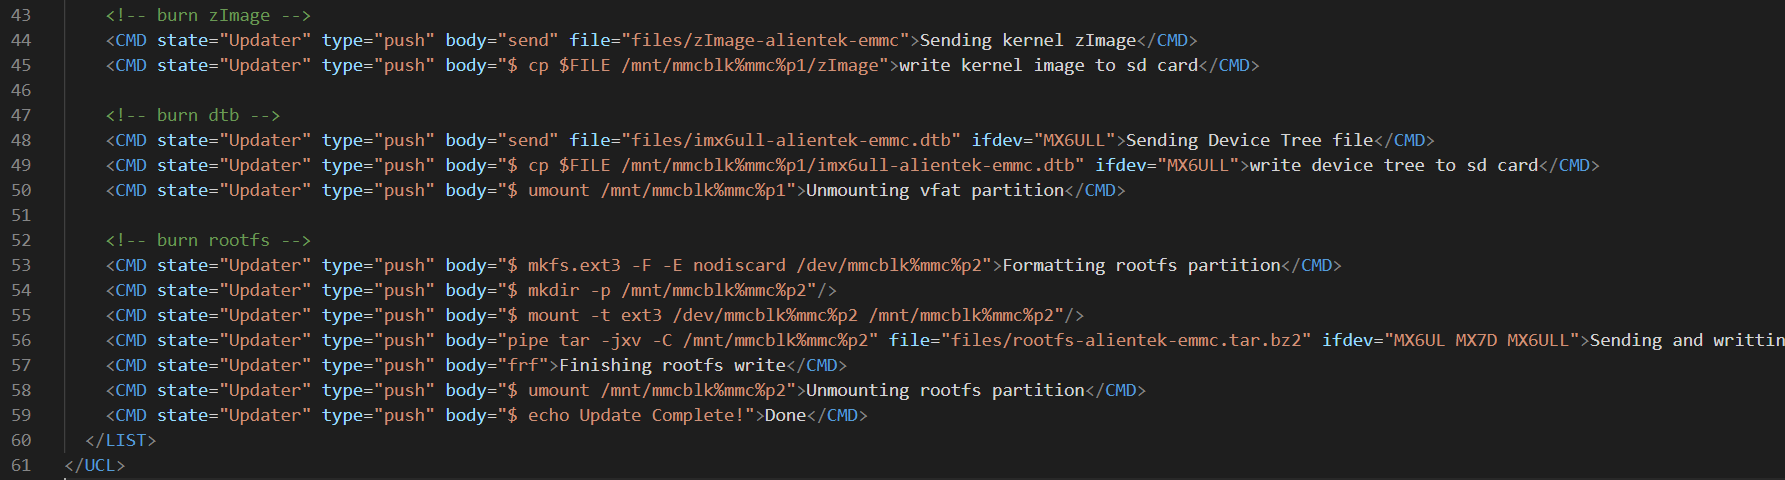 43 <!-- burn zImage -->
44 <CMD state="Updater" type="push" body="send" file="files/zImage-alientek-emmc">Sending kernel zImage</CMD>
45 <CMD state="Updater" type="push" body="$ cp $FILE /mnt/mmcblk%mmc%p1/zImage">write kernel image to sd card</CMD>
46
47 <!-- burn dtb -->
48 <CMD state="Updater" type="push" body="send" file="files/imx6ull-alientek-emmc.dtb" ifdev="MX6ULL">Sending Device Tree file</CMD>
49 <CMD state="Updater" type="push" body="$ cp $FILE /mnt/mmcblk%mmc%p1/imx6ull-alientek-emmc.dtb" ifdev="MX6ULL">write device tree to sd card</CMD>
50 <CMD state="Updater" type="push" body="$ umount /mnt/mmcblk%mmc%p1">Unmounting vfat partition</CMD>
51
52 <!-- burn rootfs -->
53 <CMD state="Updater" type="push" body="$ mkfs.ext3 -F -E nodiscard /dev/mmcblk%mmc%p2">Formatting rootfs partition</CMD>
54 <CMD state="Updater" type="push" body="$ mkdir -p /mnt/mmcblk%mmc%p2"/>
55 <CMD state="Updater" type="push" body="$ mount -t ext3 /dev/mmcblk%mmc%p2 /mnt/mmcblk%mmc%p2"/>
56 <CMD state="Updater" type="push" body="pipe tar -jxv -C /mnt/mmcblk%mmc%p2" file="files/rootfs-alientek-emmc.tar.bz2" ifdev="MX6UL MX7D MX6ULL">Sending and writtin
57 <CMD state="Updater" type="push" body="frf">Finishing rootfs write</CMD>
58 <CMD state="Updater" type="push" body="$ umount /mnt/mmcblk%mmc%p2">Unmounting rootfs partition</CMD>
59 <CMD state="Updater" type="push" body="$ echo Update Complete!">Done</CMD>
60 </LIST>
61 </UCL>